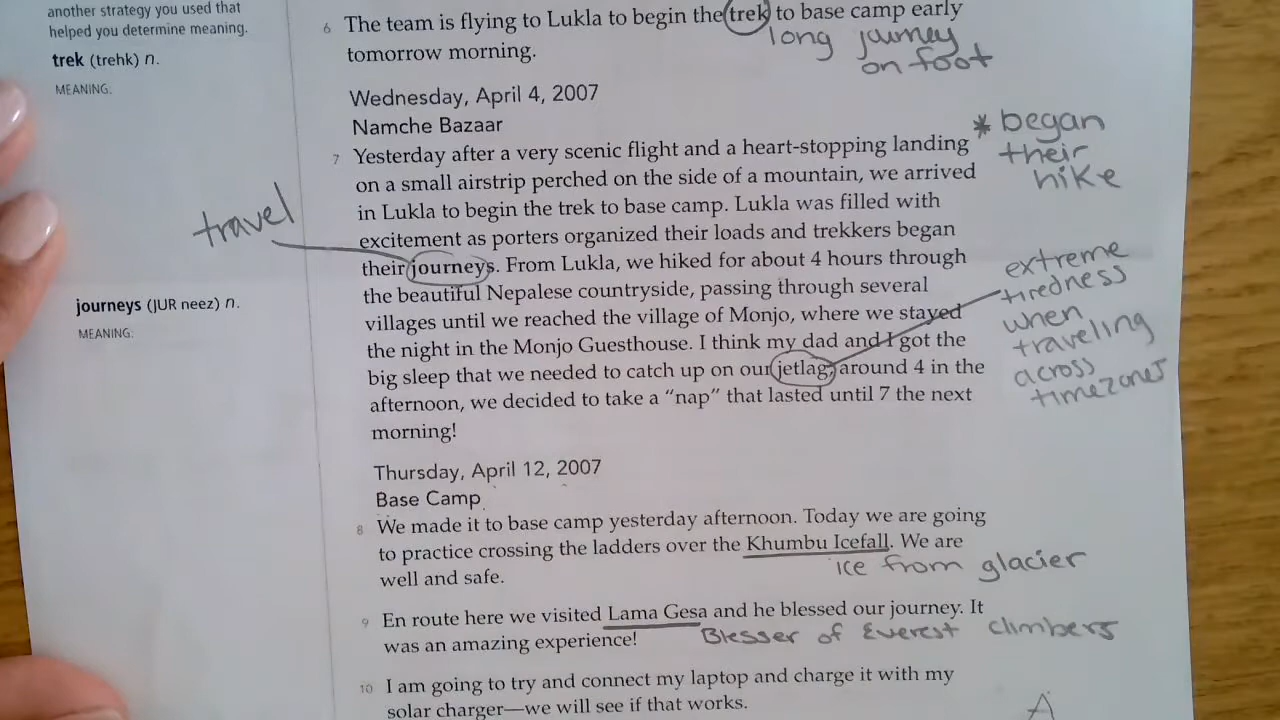 another strategy you used that
helped you determine meaning.
trek (trehk) n.
MEANING:
6 The team is flying to Lukla to begin the trek to base camp early
tomorrow morning.
long journey
on foot
Wednesday, April 4, 2007
Namche Bazaar
7 Yesterday after a very scenic flight and a heart-stopping landing
on a small airstrip perched on the side of a mountain, we arrived
in Lukla to begin the trek to base camp. Lukla was filled with
excitement as porters organized their loads and trekkers began
their journeys. From Lukla, we hiked for about 4 hours through
the beautiful Nepalese countryside, passing through several
villages until we reached the village of Monjo, where we stayed
the night in the Monjo Guesthouse. I think my dad and I got the
big sleep that we needed to catch up on our jetlag; around 4 in the
afternoon, we decided to take a “nap” that lasted until 7 the next
morning!
* began
their
hike
travel
journeys (JUR neez) n.
MEANING:
extreme
tiredness
when
traveling
across
timezones
Thursday, April 12, 2007
Base Camp
8 We made it to base camp yesterday afternoon. Today we are going
to practice crossing the ladders over the Khumbu Icefall. We are
well and safe.
ice from glacier
9 En route here we visited Lama Gesa and he blessed our journey. It
was an amazing experience!
Blesser of Everest climbers
10 I am going to try and connect my laptop and charge it with my
solar charger—we will see if that works.
A